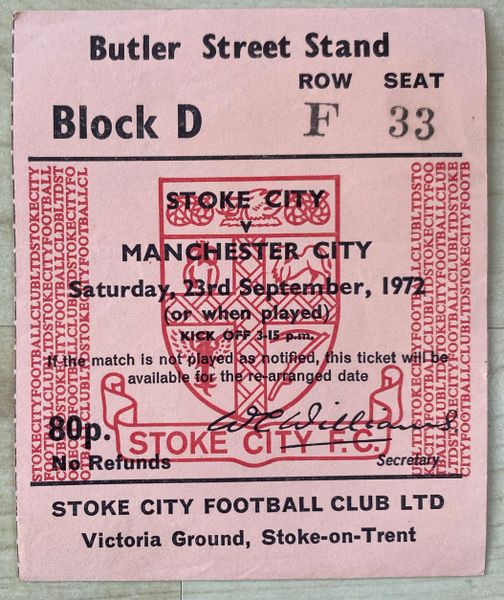 Butler Street Stand
ROW SEAT
Block D F 33
STOKE CITY
v
MANCHESTER CITY
Saturday, 23rd September, 1972
(or when played)
KICK OFF 3-15 p.m.
If the match is not played as notified, this ticket will be
available for the re-arranged date
80p. W C Williams
STOKE CITY F.C.
No Refunds Secretary
STOKE CITY FOOTBALL CLUB LTD
Victoria Ground, Stoke-on-Trent